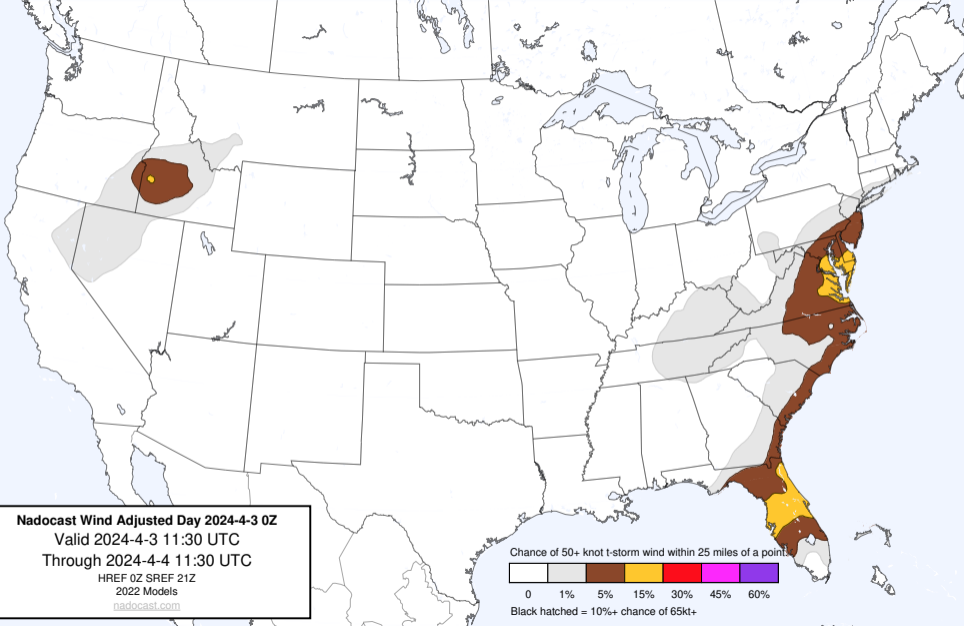 Nadocast Wind Adjusted Day 2024-4-3 0Z
Valid 2024-4-3 11:30 UTC
Through 2024-4-4 11:30 UTC
HREF 0Z SREF 21Z
2022 Models
nadocast.com
Chance of 50+ knot t-storm wind within 25 miles of a point.
0 1% 5% 15% 30% 45% 60%
Black hatched = 10%+ chance of 65kt+